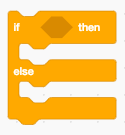 if then
else